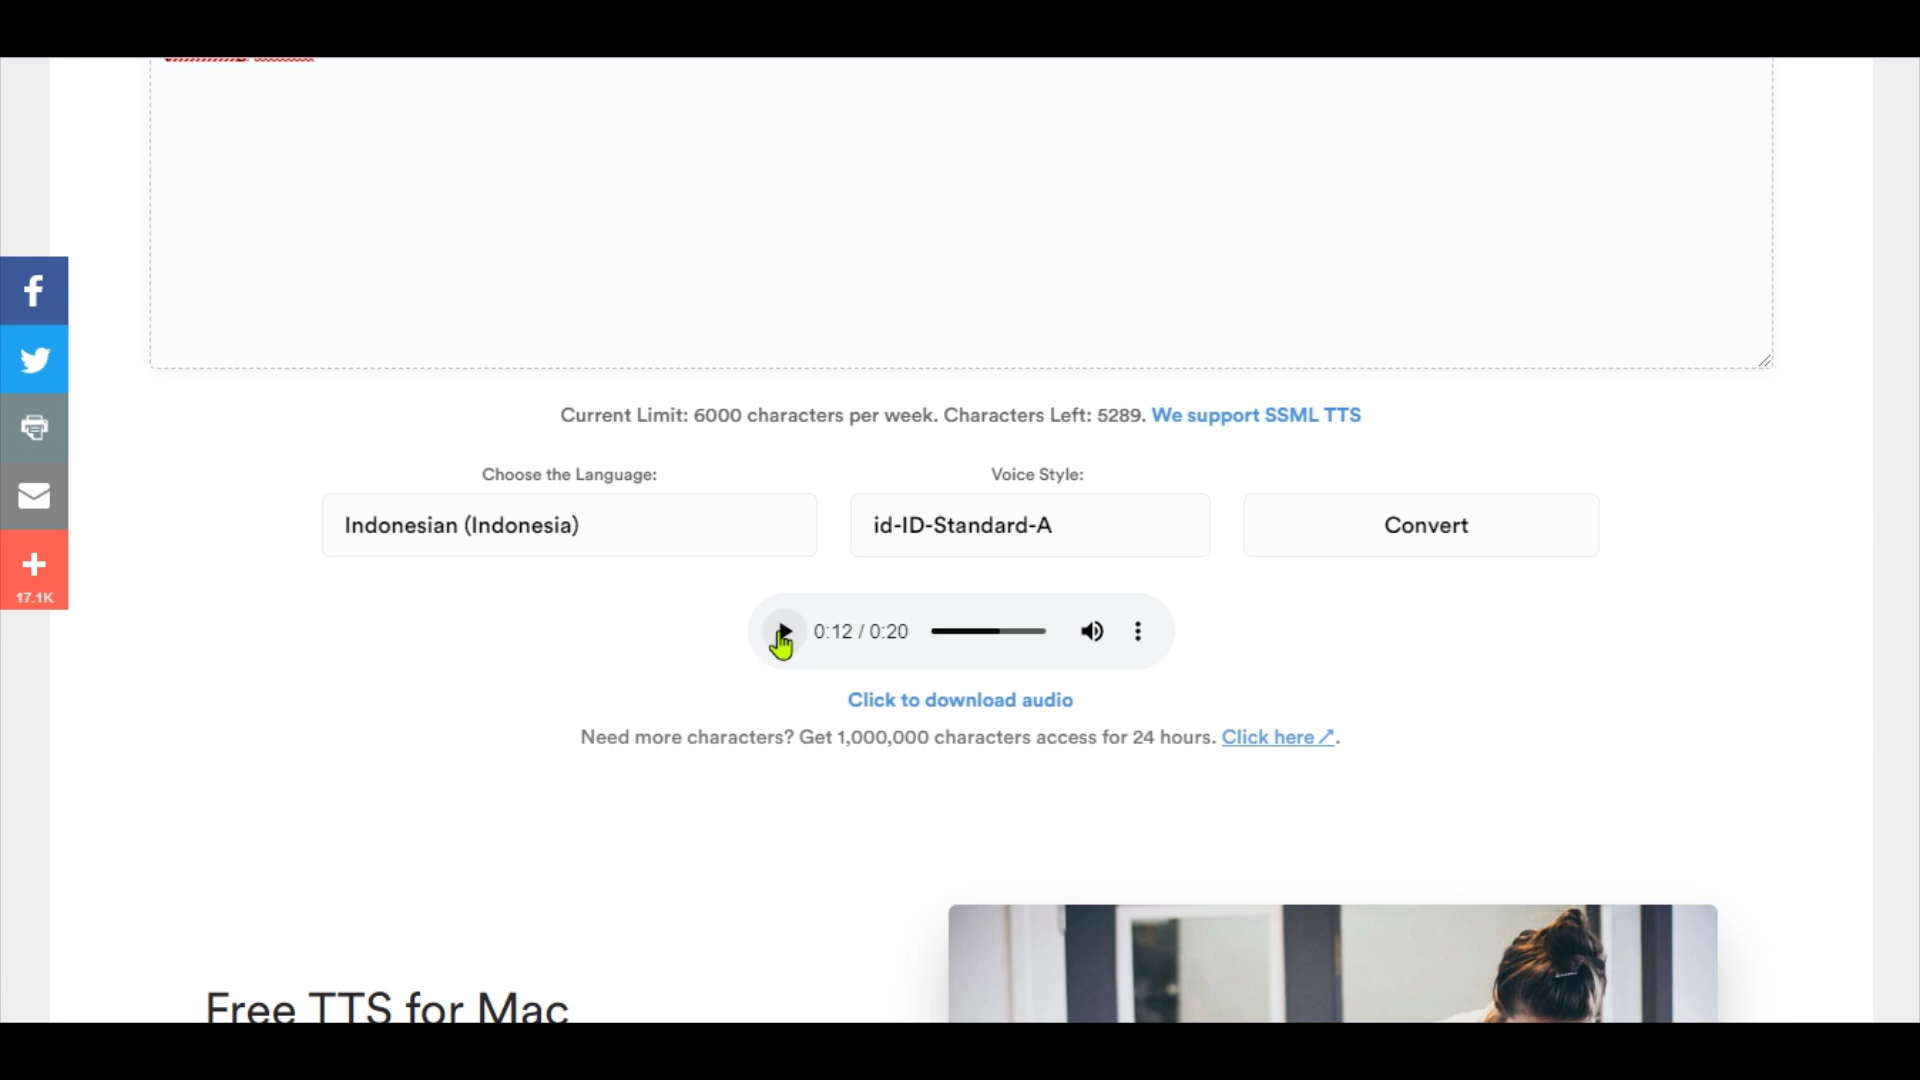 Current Limit: 6000 characters per week. Characters Left: 5289. We support SSML TTS
Choose the Language:
Voice Style:
Indonesian (Indonesia)
id-ID-Standard-A
Convert
17.1K
0:12 / 0:20
Click to download audio
Need more characters? Get 1,000,000 characters access for 24 hours. Click here↗.
Free TTS for Mac